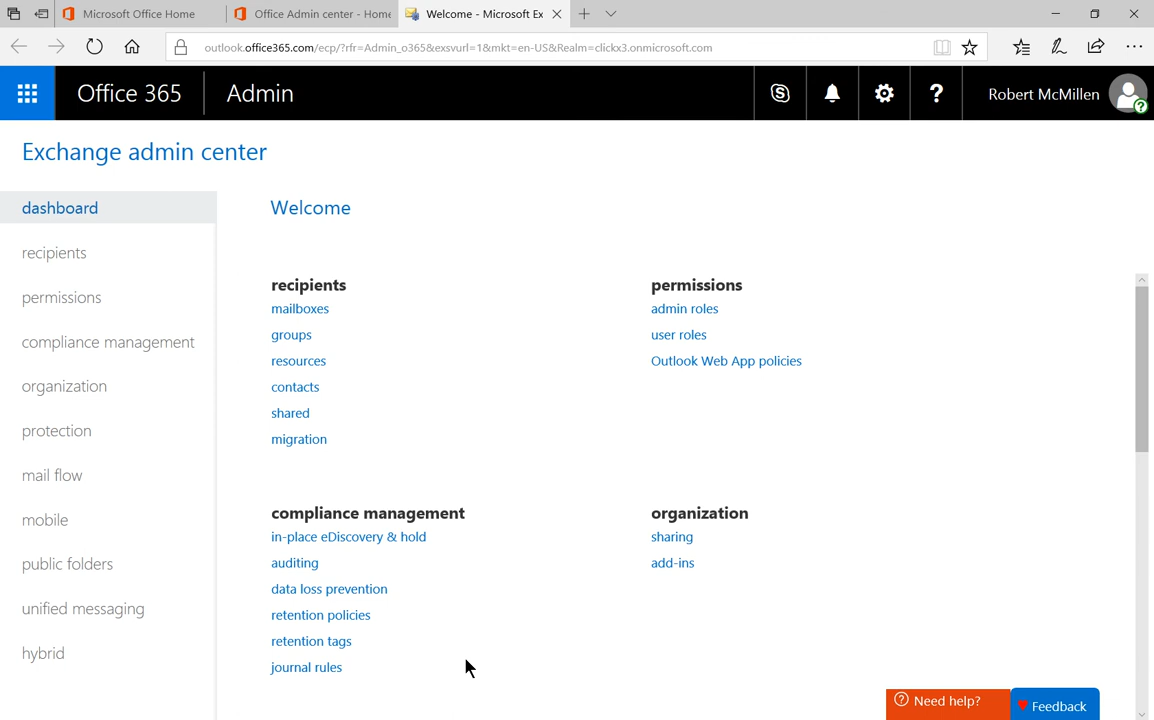 Microsoft Office Home
Office Admin center - Home
Welcome - Microsoft Ex
outlook.office365.com/ecp/?rfr=Admin_o365&exsvurl=1&mkt=en-US&Realm=clickx3.onmicrosoft.com
Office 365
Admin
Robert McMillen
Exchange admin center
dashboard
recipients
permissions
compliance management
organization
protection
mail flow
mobile
public folders
unified messaging
hybrid
Welcome
recipients
mailboxes
groups
resources
contacts
shared
migration
permissions
admin roles
user roles
Outlook Web App policies
compliance management
in-place eDiscovery & hold
auditing
data loss prevention
retention policies
retention tags
journal rules
organization
sharing
add-ins
Need help?
Feedback